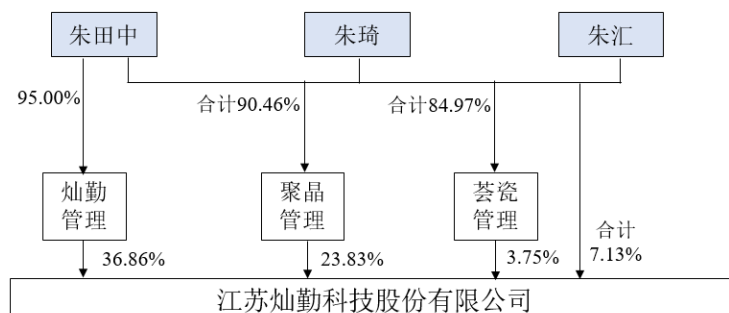 朱田中
朱琦
朱汇
95.00%
合计90.46%
合计84.97%
灿勤
管理
聚晶
管理
荟瓷
管理
合计
7.13%
36.86%
23.83%
3.75%
江苏灿勤科技股份有限公司